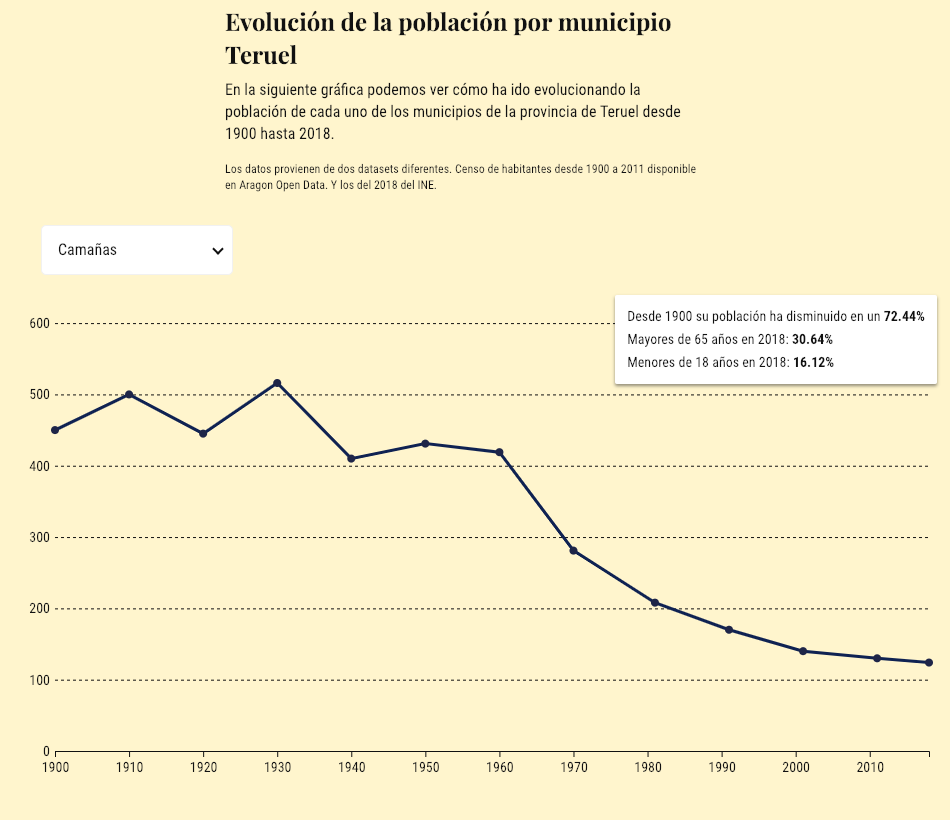 Evolución de la población por municipio
Teruel
En la siguiente gráfica podemos ver cómo ha ido evolucionando la
población de cada uno de los municipios de la provincia de Teruel desde
1900 hasta 2018.
Los datos provienen de dos datasets diferentes. Censo de habitantes desde 1900 a 2011 disponible
en Aragon Open Data. Y los del 2018 del INE.
Camañas
Desde 1900 su población ha disminuido en un 72.44%
Mayores de 65 años en 2018: 30.64%
Menores de 18 años en 2018: 16.12%
600
500
400
300
200
100
0
1900 1910 1920 1930 1940 1950 1960 1970 1980 1990 2000 2010